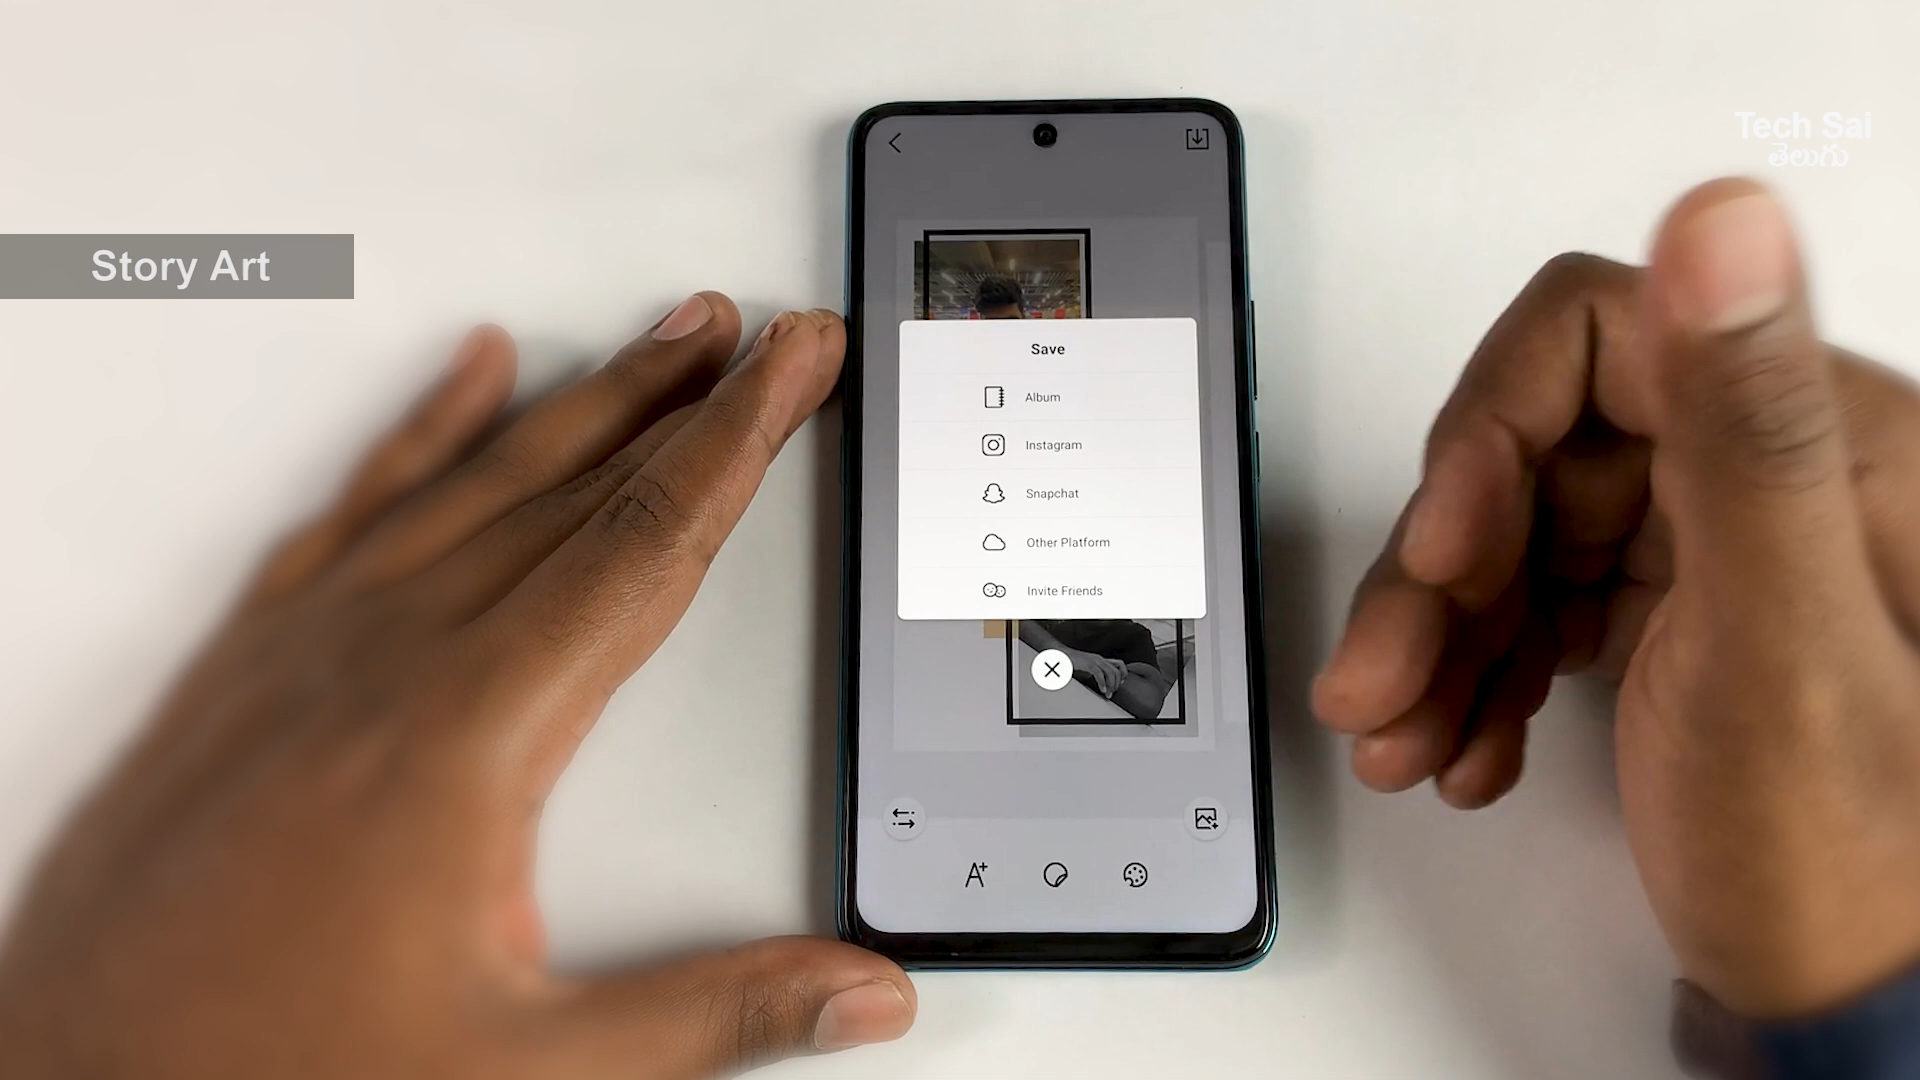 Tech Sai
తెలుగు
Story Art
Save
Album
Instagram
Snapchat
Other Platform
Invite Friends
A+